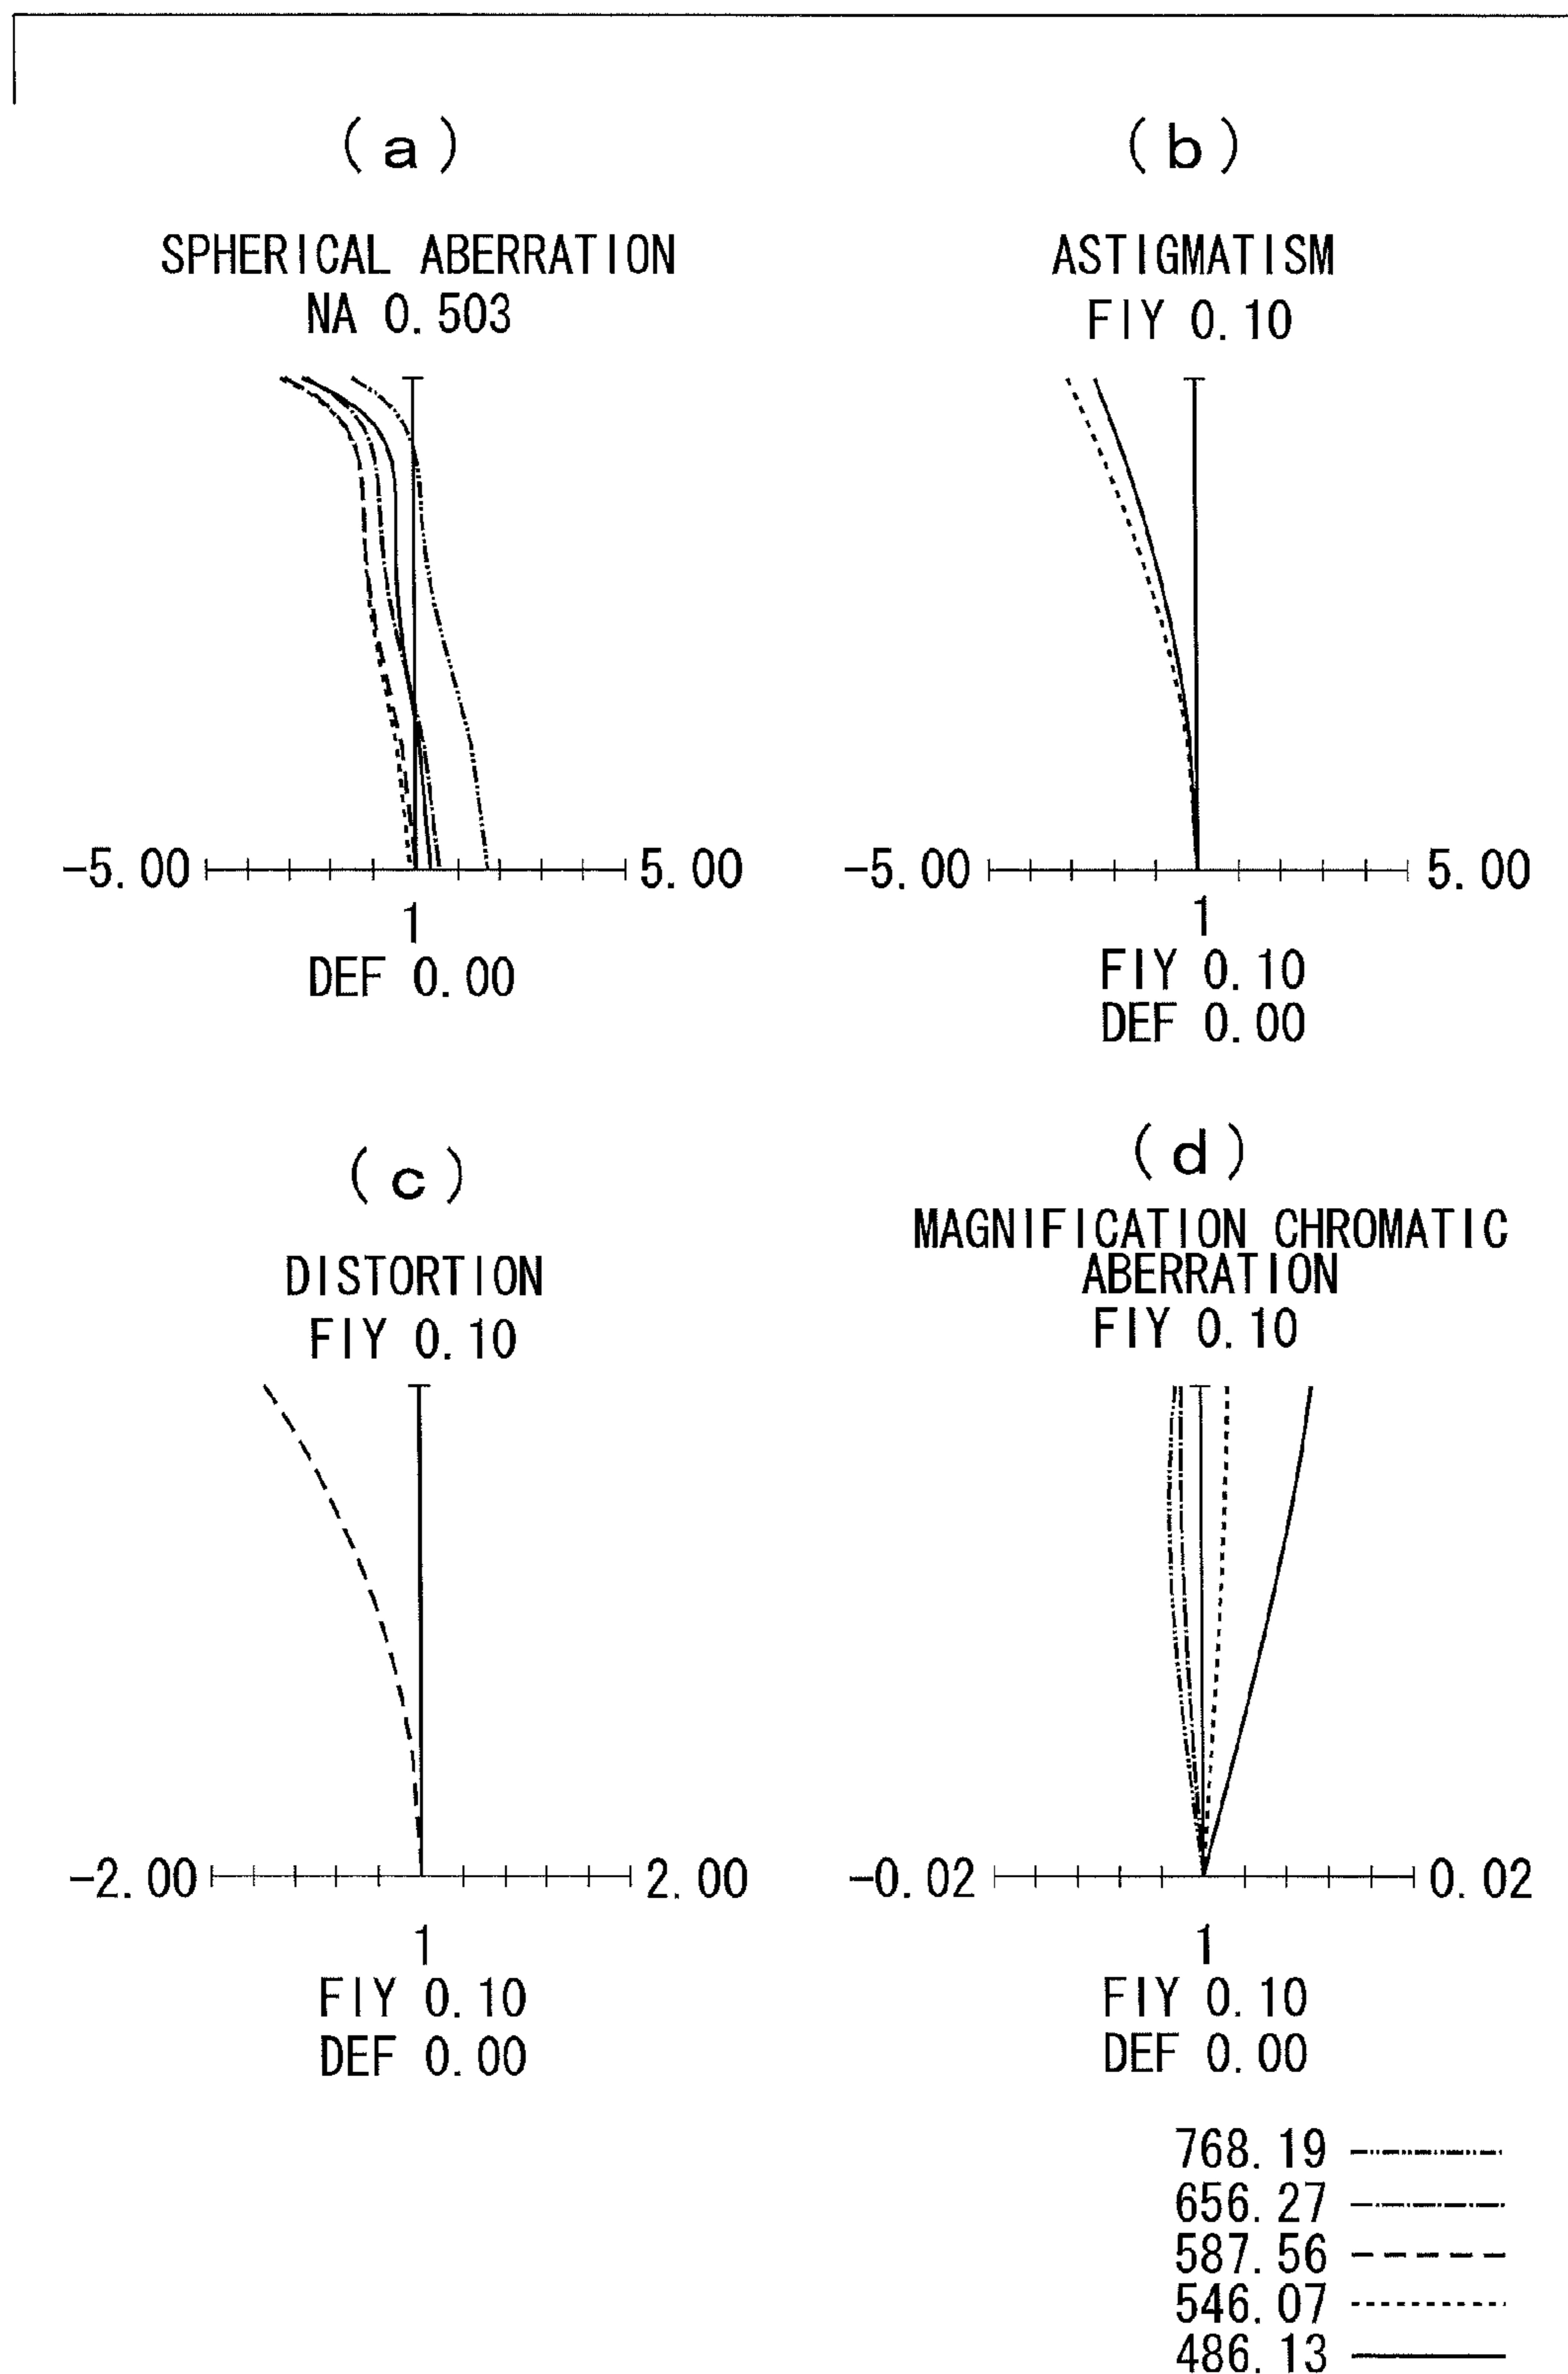 (a)
SPHERICAL ABERRATION
NA 0.503
-5.00
5.00
1
DEF 0.00
(b)
ASTIGMATISM
FIY 0.10
-5.00
5.00
1
FIY 0.10
DEF 0.00
(c)
DISTORTION
FIY 0.10
-2.00
2.00
1
FIY 0.10
DEF 0.00
(d)
MAGNIFICATION CHROMATIC
ABERRATION
FIY 0.10
-0.02
0.02
1
FIY 0.10
DEF 0.00
768.19
656.27
587.56
546.07
486.13